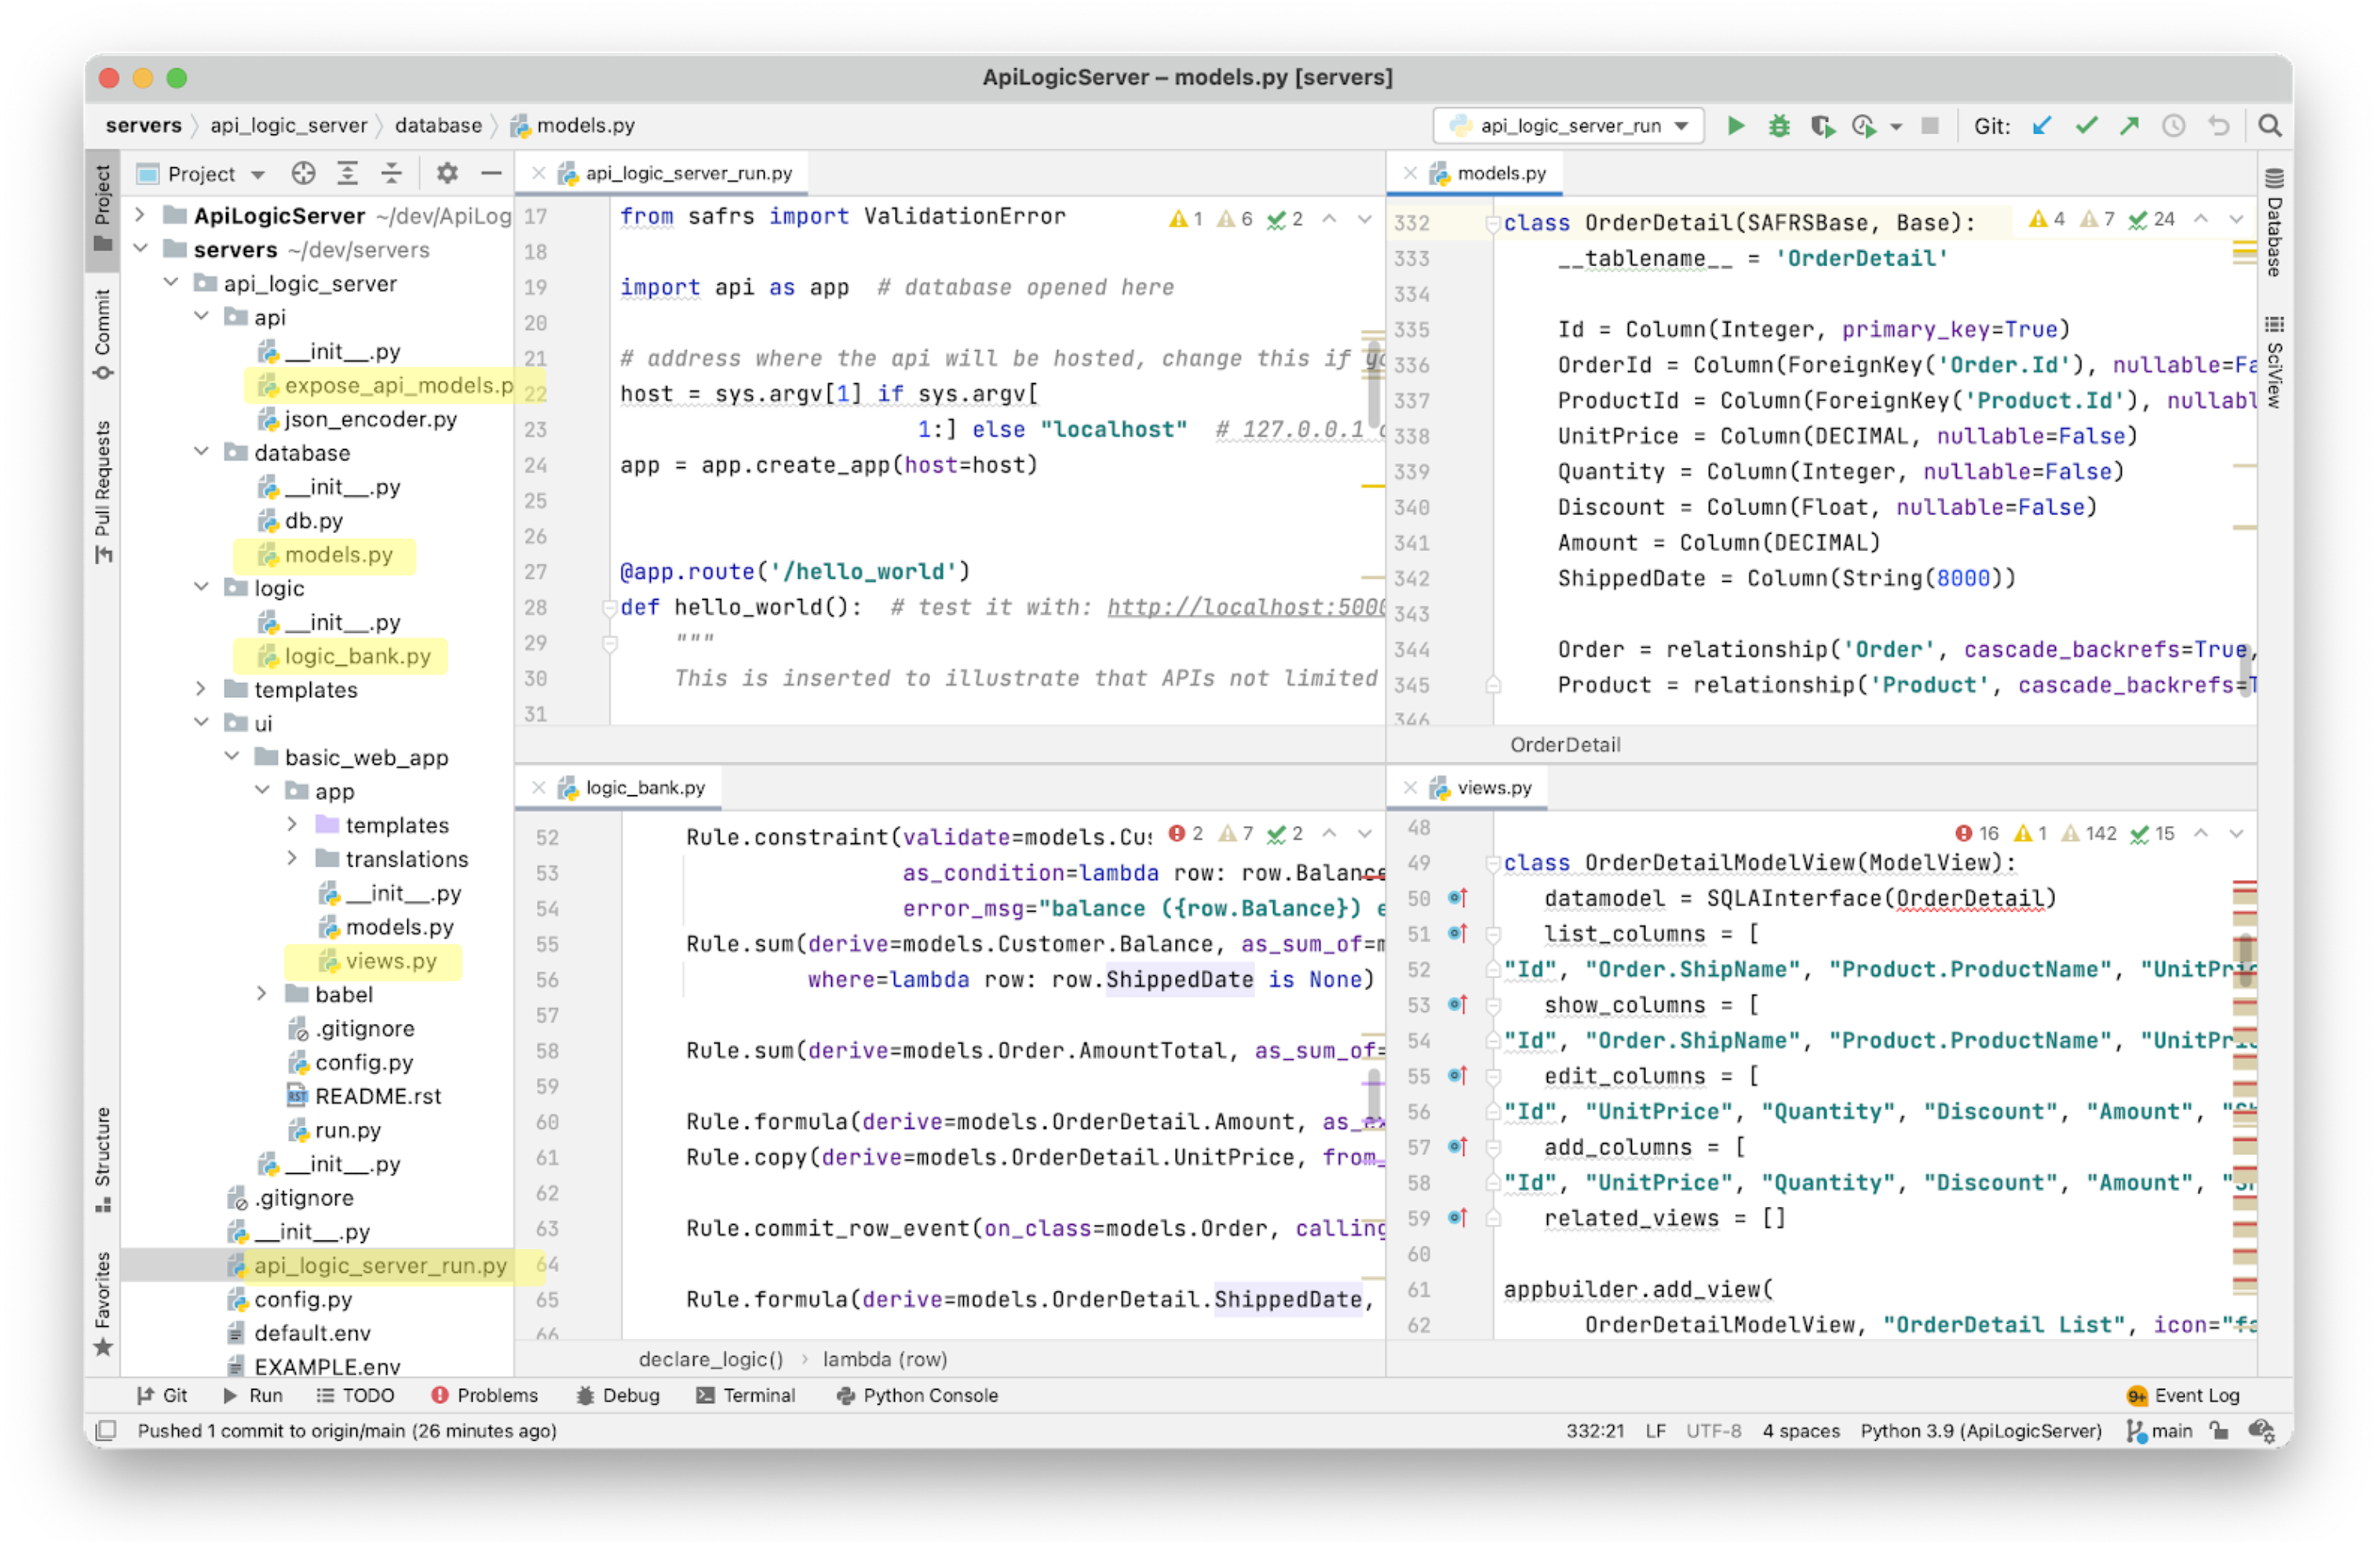 ApiLogicServer – models.py [servers]
servers api_logic_server database models.py
api_logic_server_run Git:
Project
Commit
Pull Requests
Structure
Favorites
Project
ApiLogicServer ~/dev/ApiLog
servers ~/dev/servers
api_logic_server
api
__init__.py
expose_api_models.p
json_encoder.py
database
__init__.py
db.py
models.py
logic
__init__.py
logic_bank.py
templates
ui
basic_web_app
app
templates
translations
__init__.py
models.py
views.py
babel
.gitignore
config.py
README.rst
run.py
__init__.py
.gitignore
__init__.py
api_logic_server_run.py
config.py
default.env
EXAMPLE.env
api_logic_server_run.py
1 6 2
17 from safrs import ValidationError
18
19 import api as app # database opened here
20
21 # address where the api will be hosted, change this if yo
22 host = sys.argv[1] if sys.argv[
23 1:] else "localhost" # 127.0.0.1
24 app = app.create_app(host=host)
25
26
27 @app.route('/hello_world')
28 def hello_world(): # test it with: http://localhost:5000
29 """
30 This is inserted to illustrate that APIs not limited
31
models.py
4 7 24
332 class OrderDetail(SAFRSBase, Base):
333 __tablename__ = 'OrderDetail'
334
335 Id = Column(Integer, primary_key=True)
336 OrderId = Column(ForeignKey('Order.Id'), nullable=Fa
337 ProductId = Column(ForeignKey('Product.Id'), nullabl
338 UnitPrice = Column(DECIMAL, nullable=False)
339 Quantity = Column(Integer, nullable=False)
340 Discount = Column(Float, nullable=False)
341 Amount = Column(DECIMAL)
342 ShippedDate = Column(String(8000))
343
344 Order = relationship('Order', cascade_backrefs=True,
345 Product = relationship('Product', cascade_backrefs=T
346
OrderDetail
Database
SciView
logic_bank.py
2 7 2
52 Rule.constraint(validate=models.Cus
53 as_condition=lambda row: row.Balance
54 error_msg="balance ({row.Balance}) e
55 Rule.sum(derive=models.Customer.Balance, as_sum_of=m
56 where=lambda row: row.ShippedDate is None)
57
58 Rule.sum(derive=models.Order.AmountTotal, as_sum_of=
59
60 Rule.formula(derive=models.OrderDetail.Amount, as_ex
61 Rule.copy(derive=models.OrderDetail.UnitPrice, from_
62
63 Rule.commit_row_event(on_class=models.Order, calling
64
65 Rule.formula(derive=models.OrderDetail.ShippedDate,
66
declare_logic() lambda (row)
views.py
16 1 142 15
48
49 class OrderDetailModelView(ModelView):
50 datamodel = SQLAInterface(OrderDetail)
51 list_columns = [
52 "Id", "Order.ShipName", "Product.ProductName", "UnitPric
53 show_columns = [
54 "Id", "Order.ShipName", "Product.ProductName", "UnitPric
55 edit_columns = [
56 "Id", "UnitPrice", "Quantity", "Discount", "Amount", "Sh
57 add_columns = [
58 "Id", "UnitPrice", "Quantity", "Discount", "Amount", "Sh
59 related_views = []
60
61 appbuilder.add_view(
62 OrderDetailModelView, "OrderDetail List", icon="fa
Git Run TODO Problems Debug Terminal Python Console 9+ Event Log
Pushed 1 commit to origin/main (26 minutes ago) 332:21 LF UTF-8 4 spaces Python 3.9 (ApiLogicServer) main